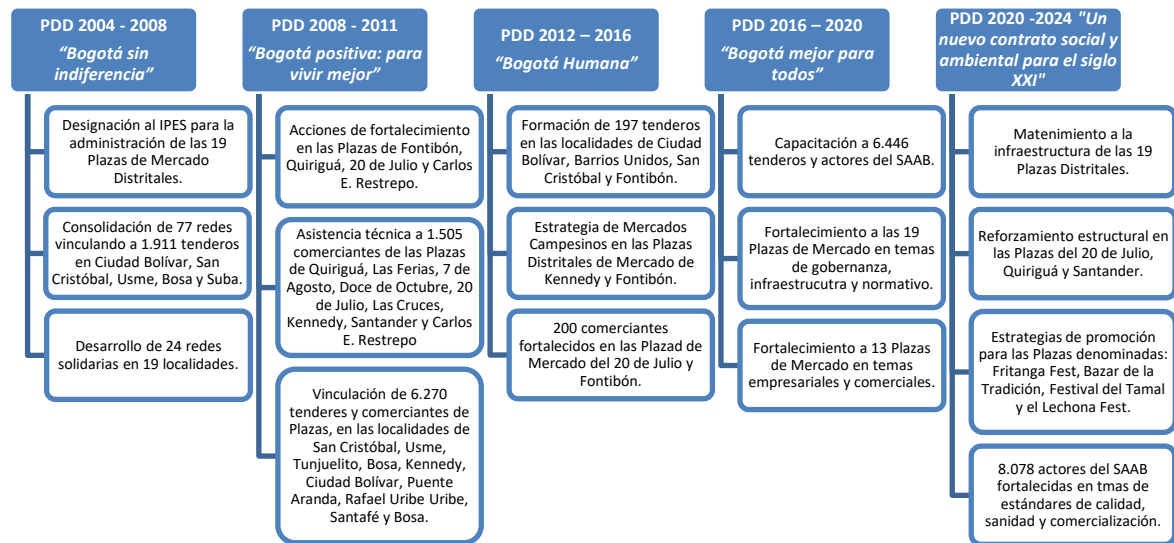 PDD 2004 - 2008
“Bogotá sin
indiferencia”
Designación al IPES para la
administración de las 19
Plazas de Mercado
Distritales.
Consolidación de 77 redes
vinculando a 1.911 tenderos
en Ciudad Bolívar, San
Cristóbal, Usme, Bosa y Suba.
Desarrollo de 24 redes
solidarias en 19 localidades.
PDD 2008 - 2011
“Bogotá positiva: para
vivir mejor”
Acciones de fortalecimiento
en las Plazas de Fontibón,
Quiriguá, 20 de Julio y Carlos
E. Restrepo.
Asistencia técnica a 1.505
comerciantes de las Plazas
de Quiriguá, Las Ferias, 7 de
Agosto, Doce de Octubre, 20
de Julio, Las Cruces,
Kennedy, Santander y Carlos
E. Restrepo
Vinculación de 6.270
tenderes y comerciantes de
Plazas, en las localidades de
San Cristóbal, Usme,
Tunjuelito, Bosa, Kennedy,
Ciudad Bolívar, Puente
Aranda, Rafael Uribe Uribe,
Santafé y Bosa.
PDD 2012 – 2016
“Bogotá Humana”
Formación de 197 tenderos
en las localidades de Ciudad
Bolívar, Barrios Unidos, San
Cristóbal y Fontibón.
Estrategia de Mercados
Campesinos en las Plazas
Distritales de Mercado de
Kennedy y Fontibón.
200 comerciantes
fortalecidos en las Plazad de
Mercado del 20 de Julio y
Fontibón.
PDD 2016 – 2020
“Bogotá mejor para
todos”
Capacitación a 6.446
tenderos y actores del SAAB.
Fortalecimiento a las 19
Plazas de Mercado en temas
de gobernanza,
infraestrucutra y normativo.
Fortalecimiento a 13 Plazas
de Mercado en temas
empresariales y comerciales.
PDD 2020 -2024 "Un
nuevo contrato social y
ambiental para el siglo
XXI"
Matenimiento a la
infraestructura de las 19
Plazas Distritales.
Reforzamiento estructural en
las Plazas del 20 de Julio,
Quiriguá y Santander.
Estrategias de promoción
para las Plazas denominadas:
Fritanga Fest, Bazar de la
Tradición, Festival del Tamal
y el Lechona Fest.
8.078 actores del SAAB
fortalecidas en tmas de
estándares de calidad,
sanidad y comercialización.